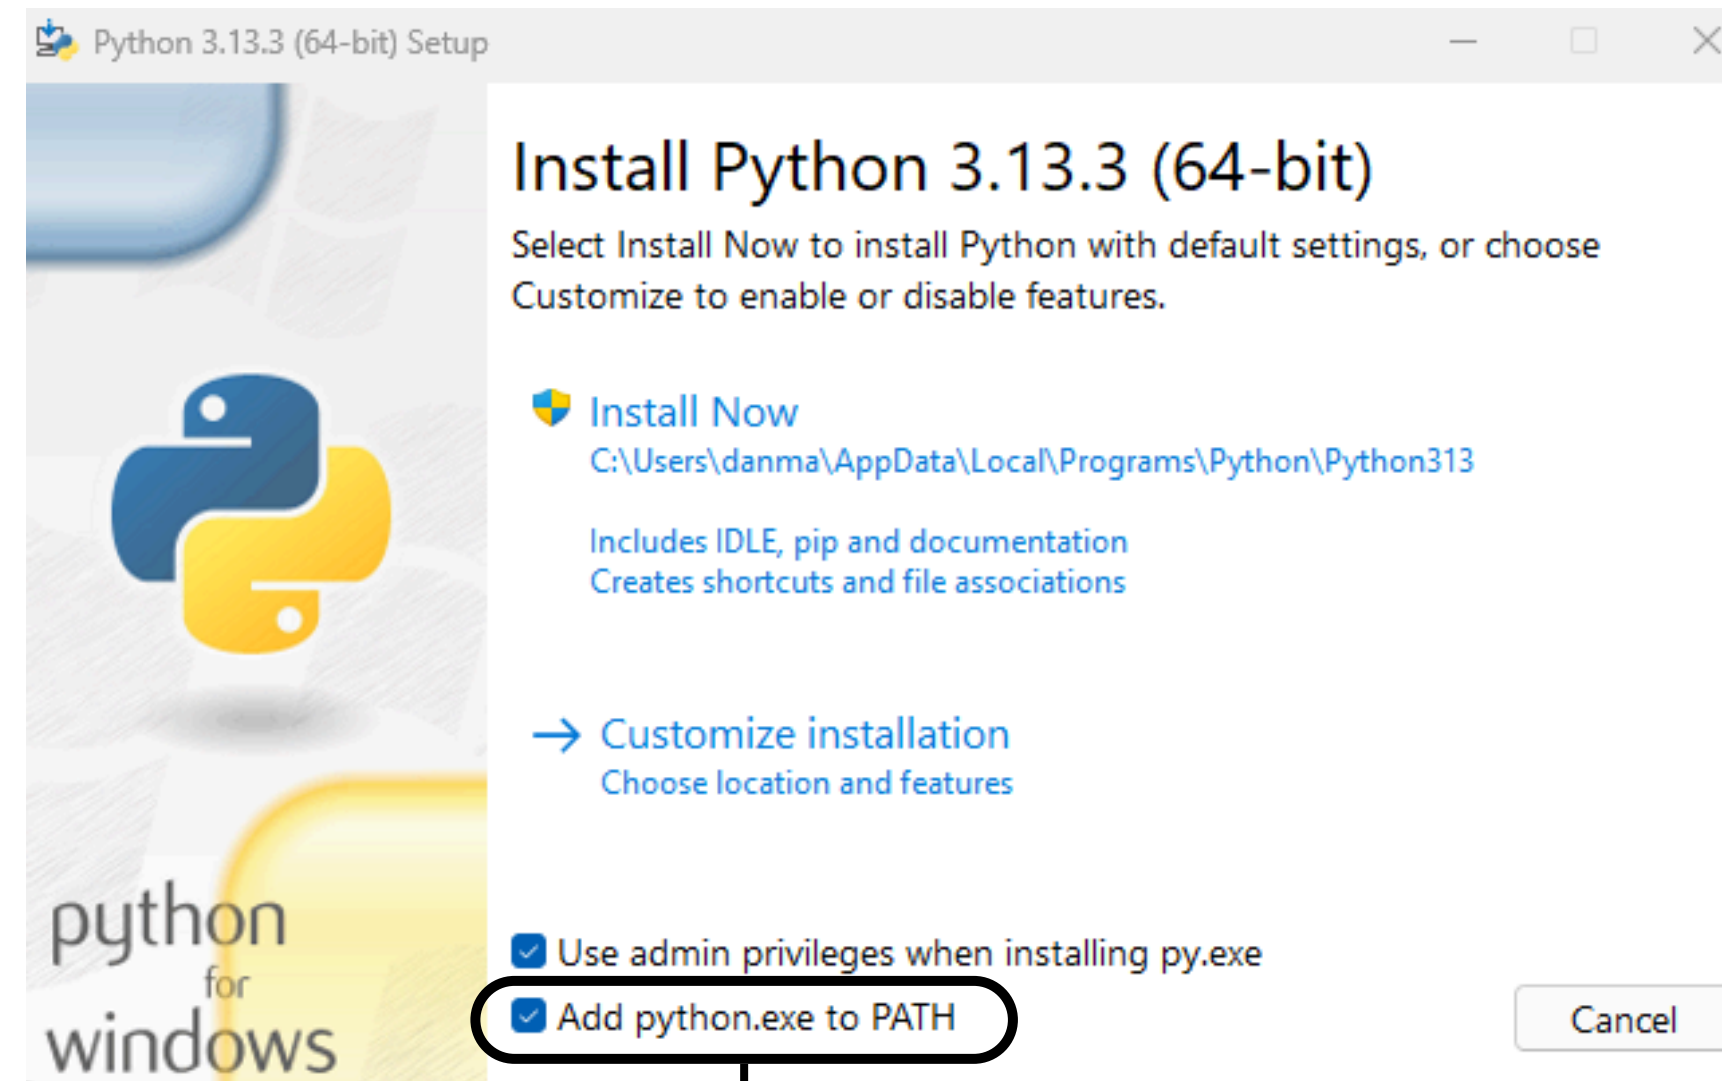 Python 3.13.3 (64-bit) Setup
Install Python 3.13.3 (64-bit)
Select Install Now to install Python with default settings, or choose
Customize to enable or disable features.
Install Now
C:\Users\danma\AppData\Local\Programs\Python\Python313
Includes IDLE, pip and documentation
Creates shortcuts and file associations
Customize installation
Choose location and features
python
for
windows
Use admin privileges when installing py.exe
Add python.exe to PATH
Cancel